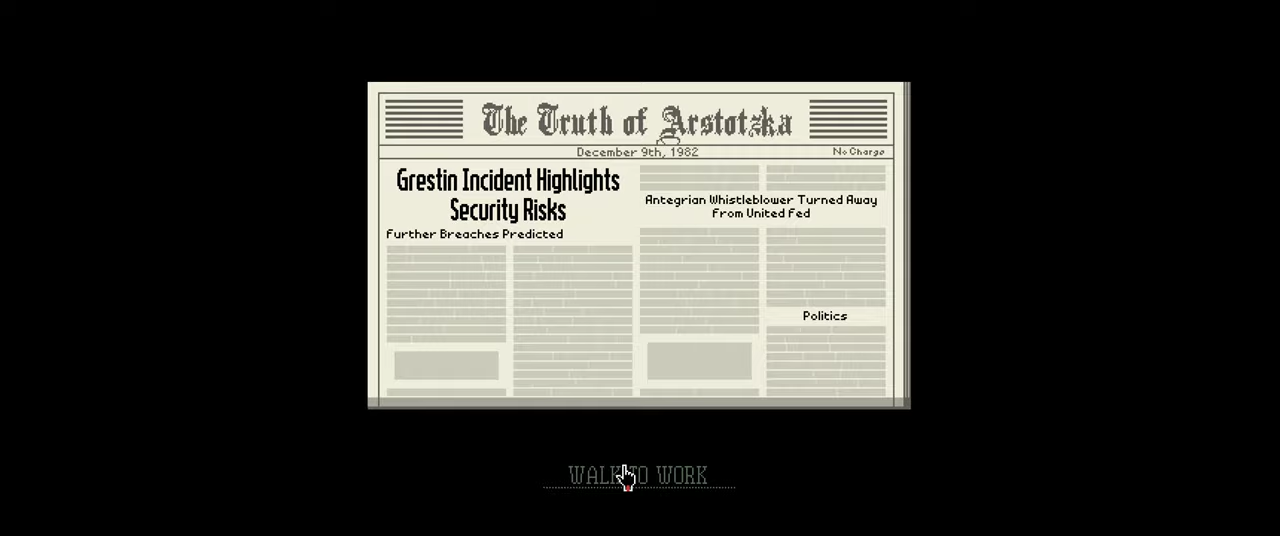 The Truth of Arstotzka
December 9th, 1982
No Charge
Grestin Incident Highlights
Security Risks
Further Breaches Predicted
Antegrian Whistleblower Turned Away
From United Fed
Politics
WALK TO WORK